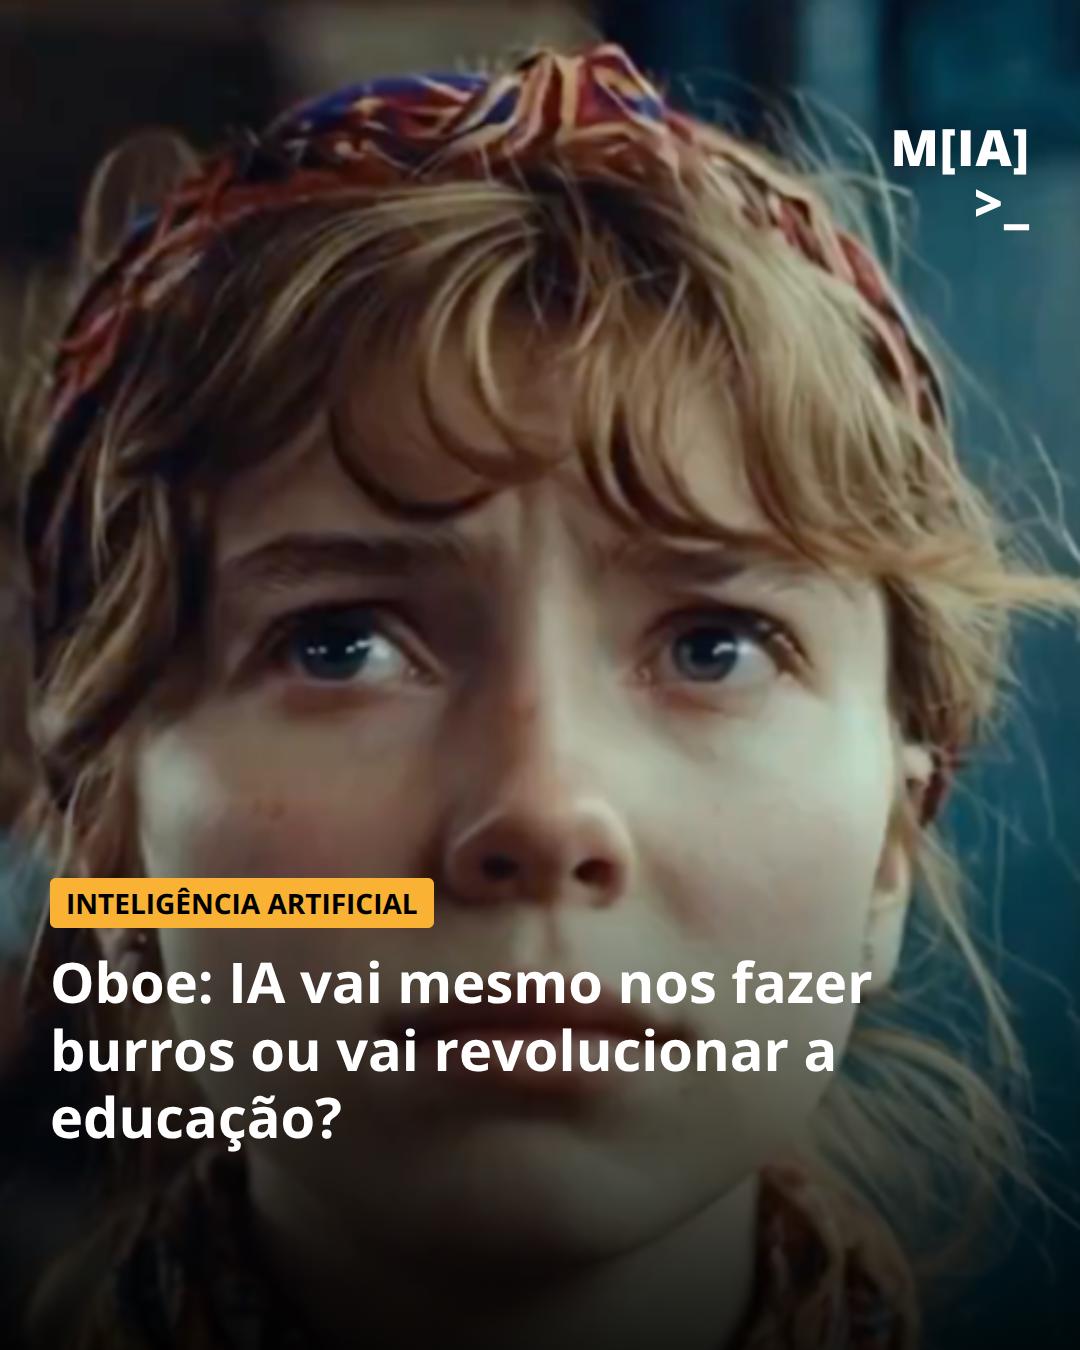 M[IA]
>_
INTELIGÊNCIA ARTIFICIAL
Oboe: IA vai mesmo nos fazer
burros ou vai revolucionar a
educação?